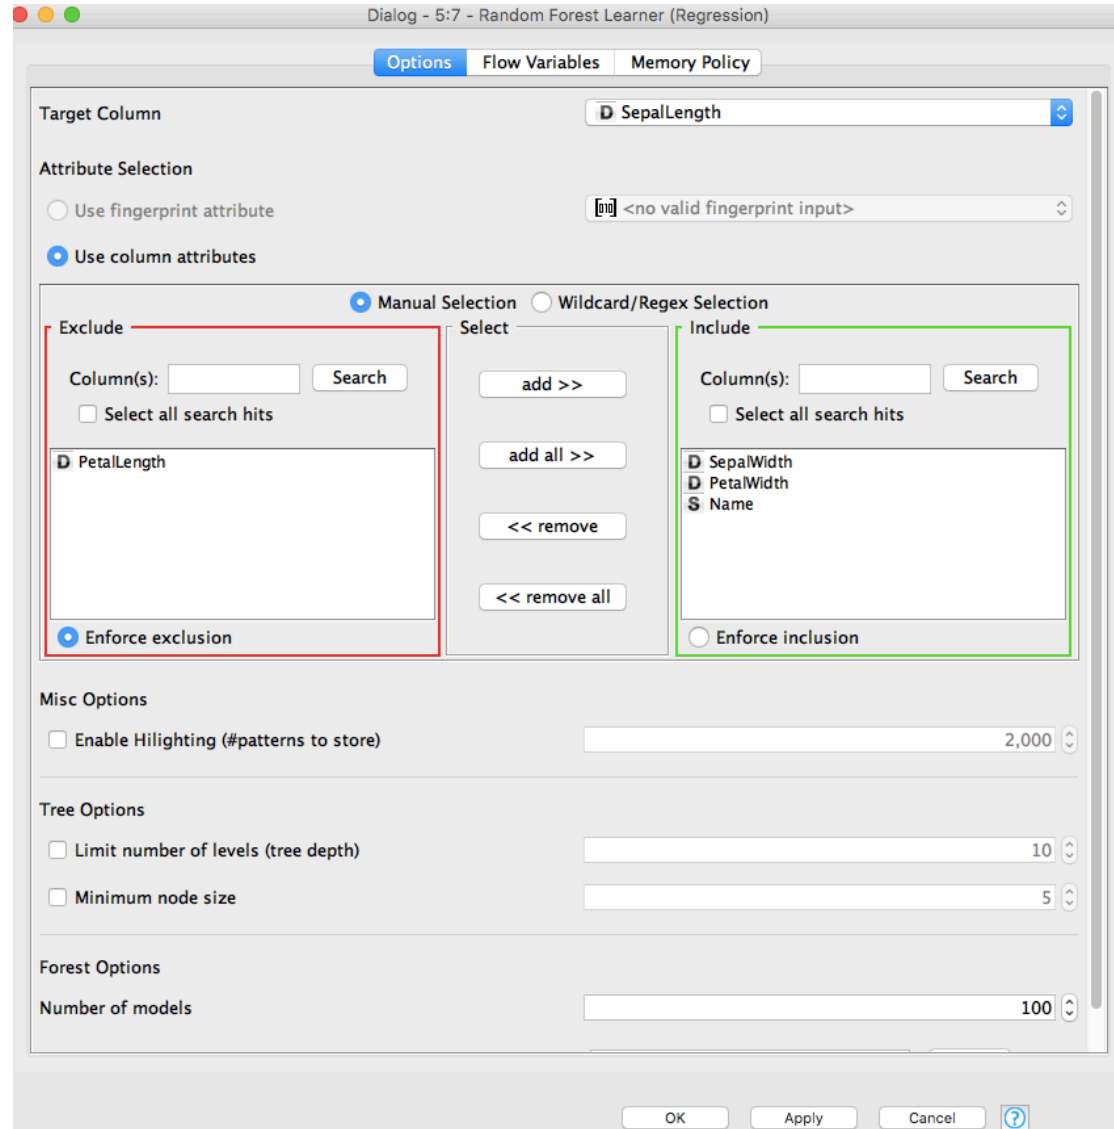 Dialog - 5:7 - Random Forest Learner (Regression)
Options Flow Variables Memory Policy
Target Column D SepalLength
Attribute Selection
Use fingerprint attribute [010] <no valid fingerprint input>
Use column attributes
Manual Selection Wildcard/Regex Selection
Exclude Select Include
Column(s): Search add >> Column(s): Search
Select all search hits Select all search hits
D PetalLength add all >> D SepalWidth
D PetalWidth
S Name
<< remove
<< remove all
Enforce exclusion Enforce inclusion
Misc Options
Enable Hilighting (#patterns to store) 2,000
Tree Options
Limit number of levels (tree depth) 10
Minimum node size 5
Forest Options
Number of models 100
OK Apply Cancel ?